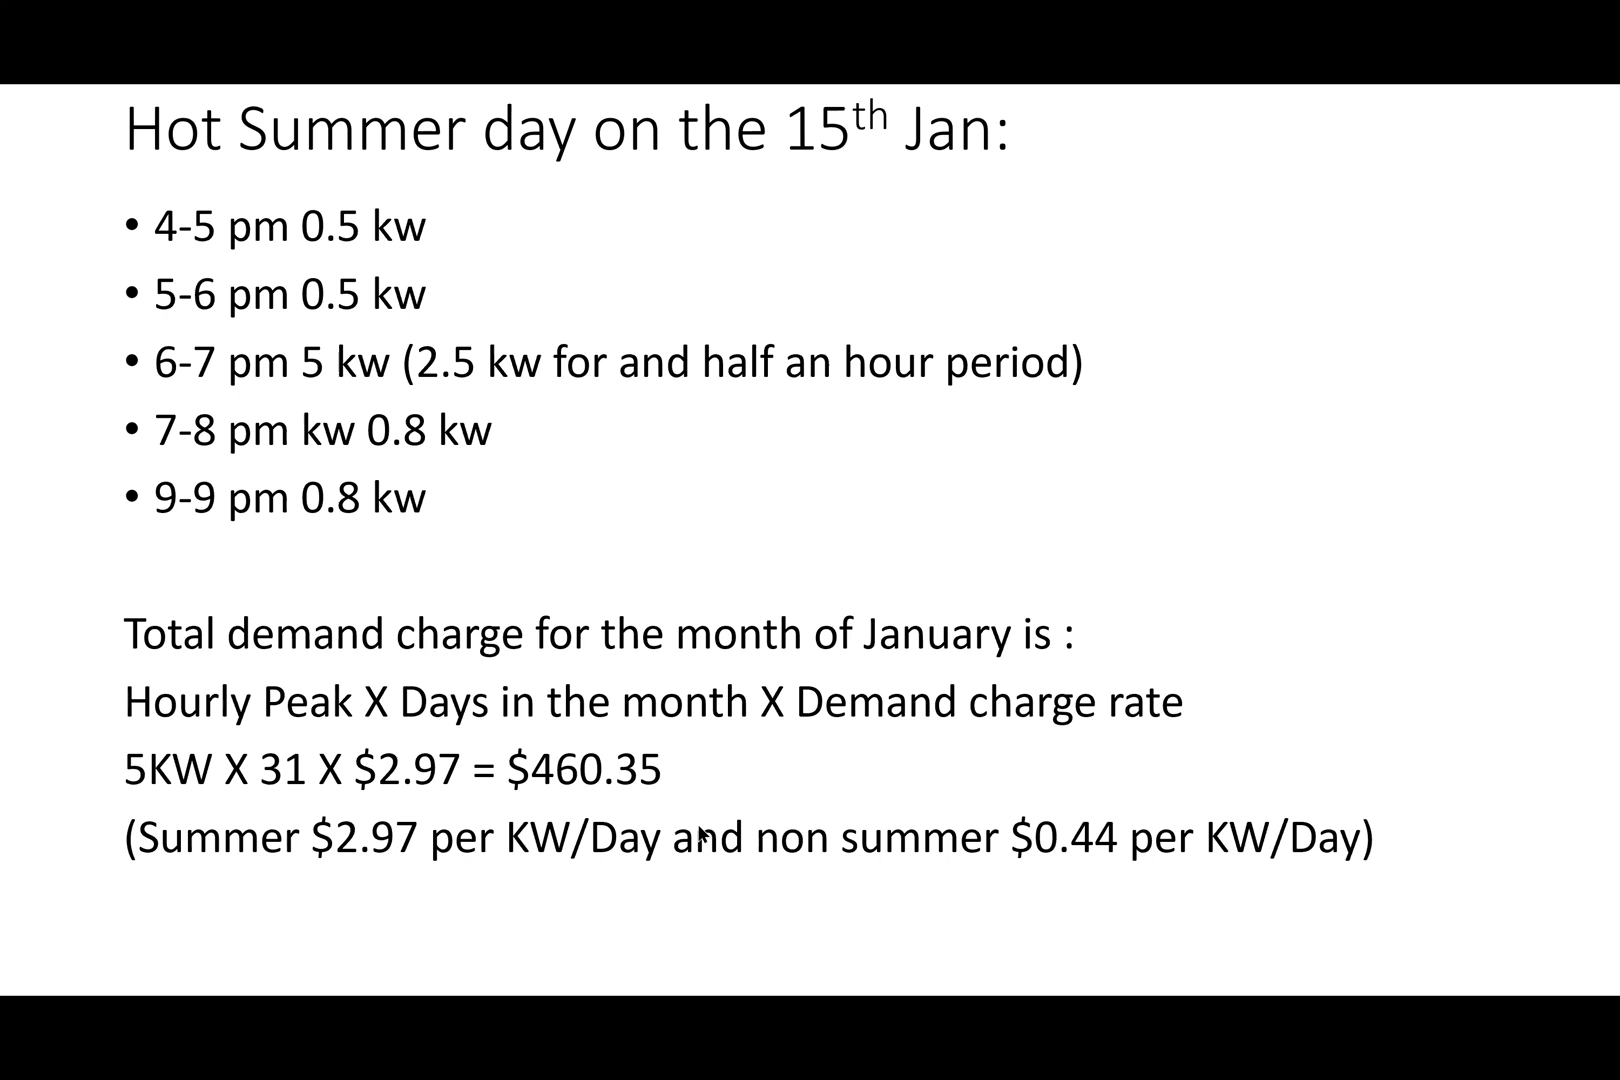 Hot Summer day on the 15th Jan:
• 4-5 pm 0.5 kw
• 5-6 pm 0.5 kw
• 6-7 pm 5 kw (2.5 kw for and half an hour period)
• 7-8 pm kw 0.8 kw
• 9-9 pm 0.8 kw
Total demand charge for the month of January is :
Hourly Peak X Days in the month X Demand charge rate
5KW X 31 X $2.97 = $460.35
(Summer $2.97 per KW/Day and non summer $0.44 per KW/Day)